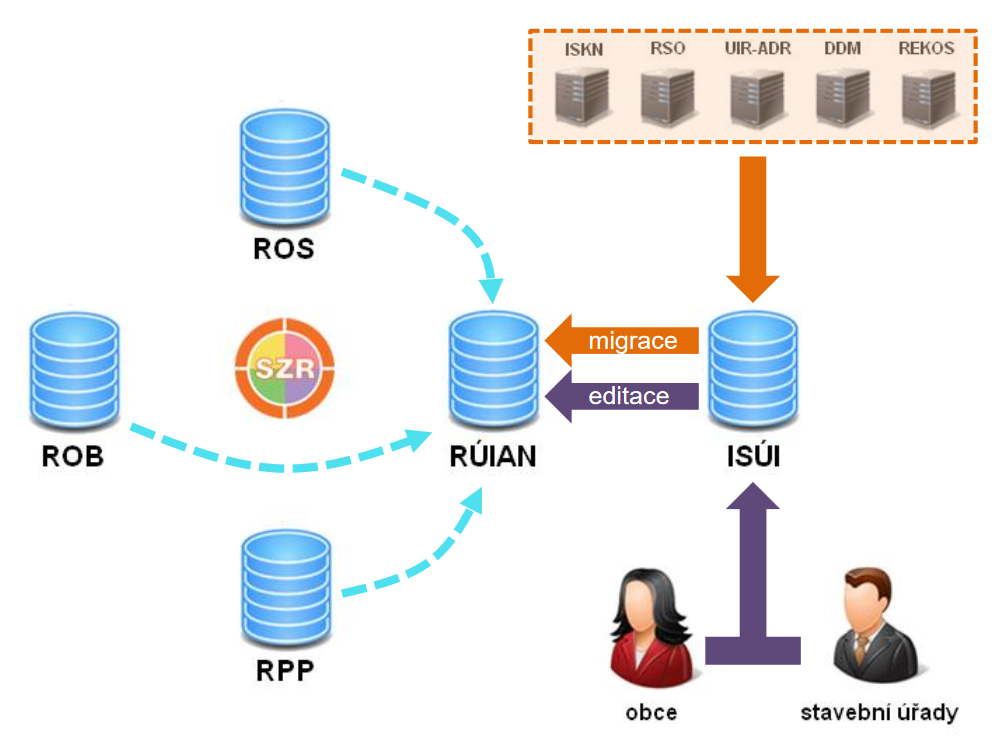 ISKN RSO UIR-ADR DDM REKOS
ROS
migrace
SZR
editace
ROB
RÚIAN
ISÚI
RPP
obce
stavební úřady